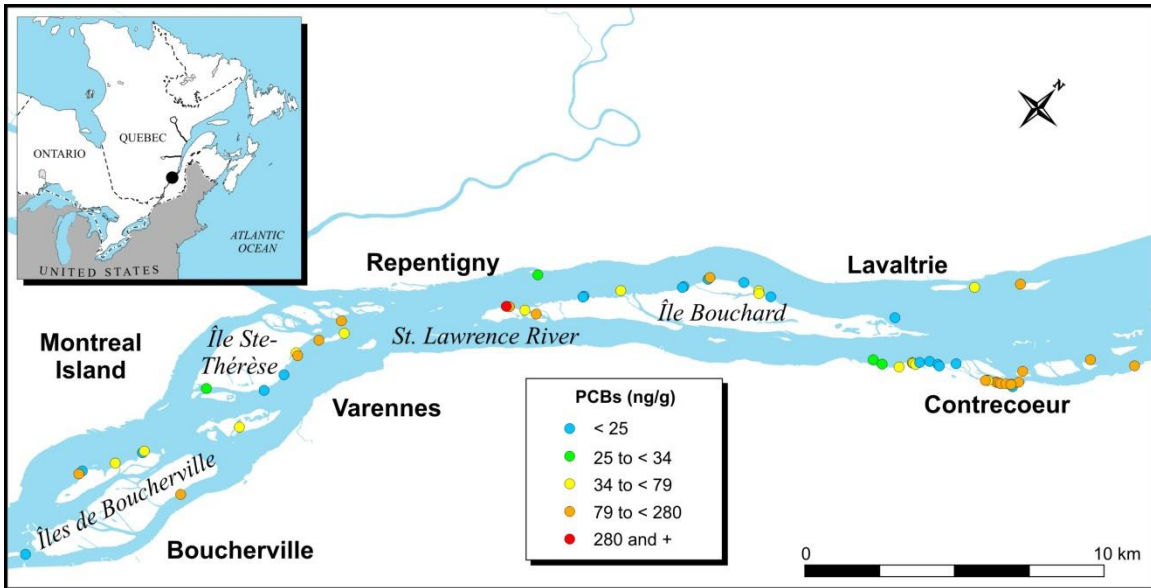 QUEBEC
ONTARIO
ATLANTIC
OCEAN
UNITED STATES
N
Repentigny
Lavaltrie
Île Bouchard
Île Ste-
Thérèse
St. Lawrence River
Montreal
Island
Varennes
Contrecoeur
Îles de Boucherville
Boucherville
PCBs (ng/g)
< 25
25 to < 34
34 to < 79
79 to < 280
280 and +
0 10 km